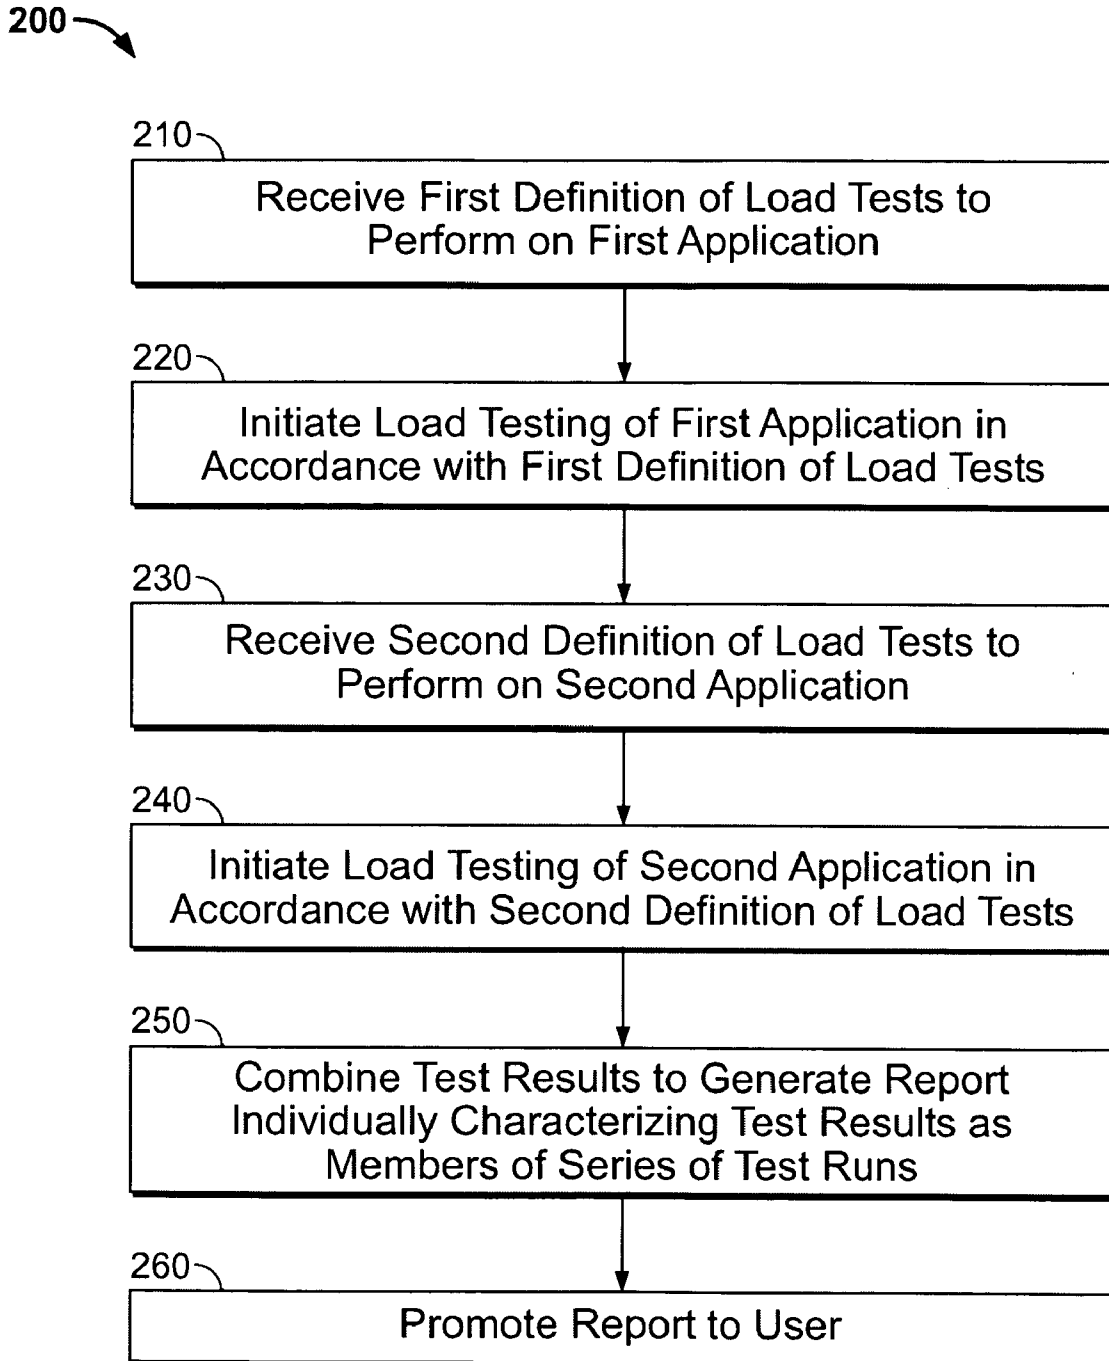 200
210
Receive First Definition of Load Tests to
Perform on First Application
220
Initiate Load Testing of First Application in
Accordance with First Definition of Load Tests
230
Receive Second Definition of Load Tests to
Perform on Second Application
240
Initiate Load Testing of Second Application in
Accordance with Second Definition of Load Tests
250
Combine Test Results to Generate Report
Individually Characterizing Test Results as
Members of Series of Test Runs
260
Promote Report to User